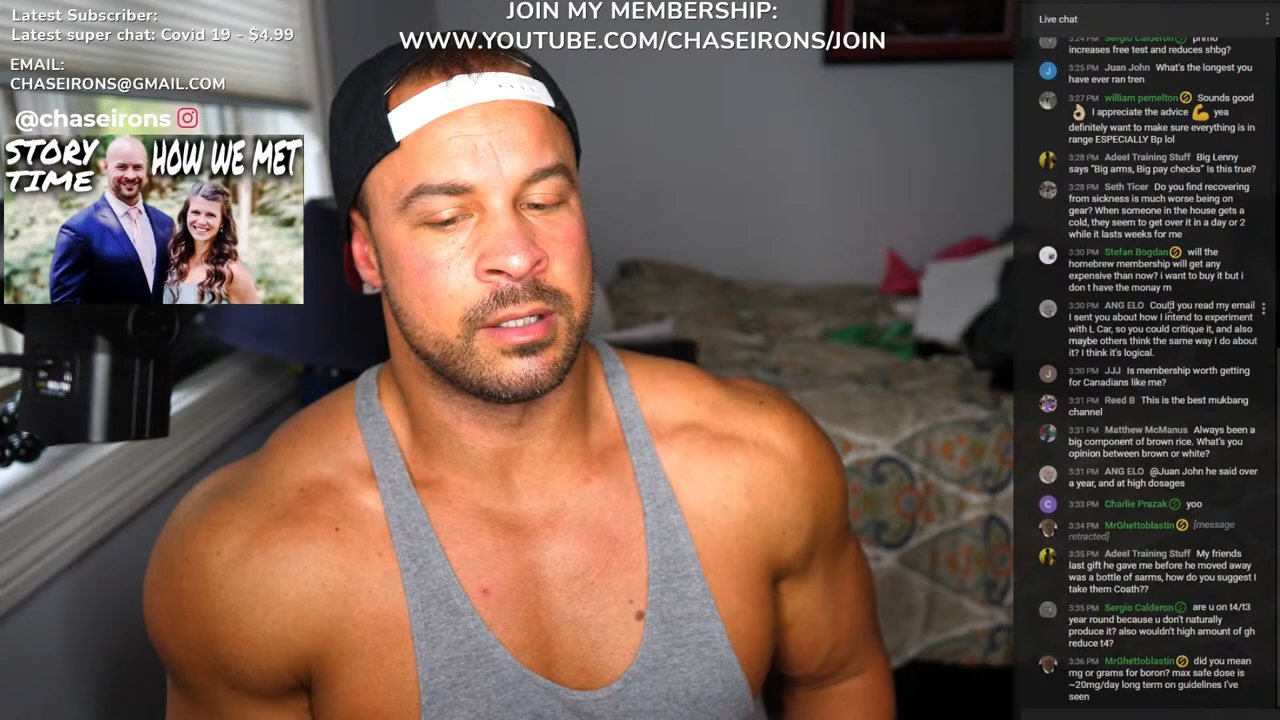 Latest Subscriber:
Latest super chat: Covid 19 - $4.99
EMAIL:
CHASEIRONS@GMAIL.COM
@chaseirons
STORY TIME
HOW WE MET
JOIN MY MEMBERSHIP:
WWW.YOUTUBE.COM/CHASEIRONS/JOIN
Live chat
3:24 PM Sergio Calderon primo
increases free test and reduces shbg?
3:25 PM Juan John What's the longest you
have ever ran tren
3:27 PM william pemelton Sounds good
👌🏼 I appreciate the advice 💪 yea
definitely want to make sure everything is in
range ESPECIALLY Bp lol
3:28 PM Adeel Training Stuff Big Lenny
says "Big arms, Big pay checks" Is this true?
3:28 PM Seth Ticer Do you find recovering
from sickness is much worse being on
gear? When someone in the house gets a
cold, they seem to get over it in a day or 2
while it lasts weeks for me
3:30 PM Stefan Bogdan will the
homebrew membership will get any
expensive than now? i want to buy it but i
don t have the monay rn
3:30 PM ANG ELO Could you read my email
I sent you about how I intend to experiment
with L Car, so you could critique it, and also
maybe others think the same way I do about
it? I think it's logical.
3:30 PM JJJ Is membership worth getting
for Canadians like me?
3:31 PM Reed B This is the best mukbang
channel
3:31 PM Matthew McManus Always been a
big component of brown rice. What's you
opinion between brown or white?
3:31 PM ANG ELO @Juan John he said over
a year, and at high dosages
3:33 PM Charlie Prazak yoo
3:34 PM MrGhettoblastin [message
retracted]
3:35 PM Adeel Training Stuff My friends
last gift he gave me before he moved away
was a bottle of sarms, how do you suggest I
take them Coath??
3:35 PM Sergio Calderon are u on t4/t3
year round because u don't naturally
produce it? also wouldn't high amount of gh
reduce t4?
3:36 PM MrGhettoblastin did you mean
mg or grams for boron? max safe dose is
~20mg/day long term on guidelines I've
seen